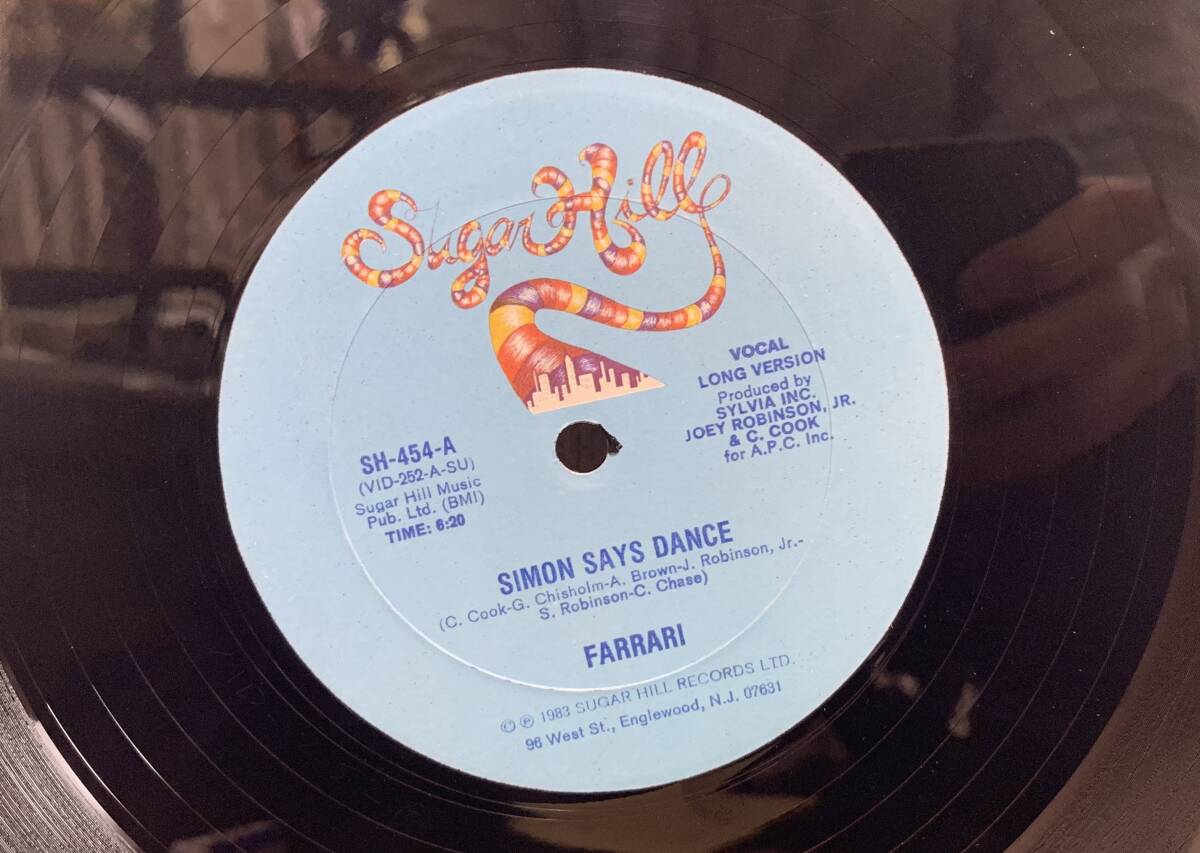 Sugar Hill
VOCAL
LONG VERSION
Produced by
SYLVIA INC.
JOEY ROBINSON, JR.
& C. COOK
for A.P.C. Inc.
SH-454-A
(VID-252-A-SU)
Sugar Hill Music
Pub. Ltd. (BMI)
TIME: 6:20
SIMON SAYS DANCE
(C. Cook-G. Chisholm-A. Brown-J. Robinson, Jr.-
S. Robinson-C. Chase)
FARRARI
© ℗ 1983 SUGAR HILL RECORDS LTD.
96 West St., Englewood, N.J. 07631